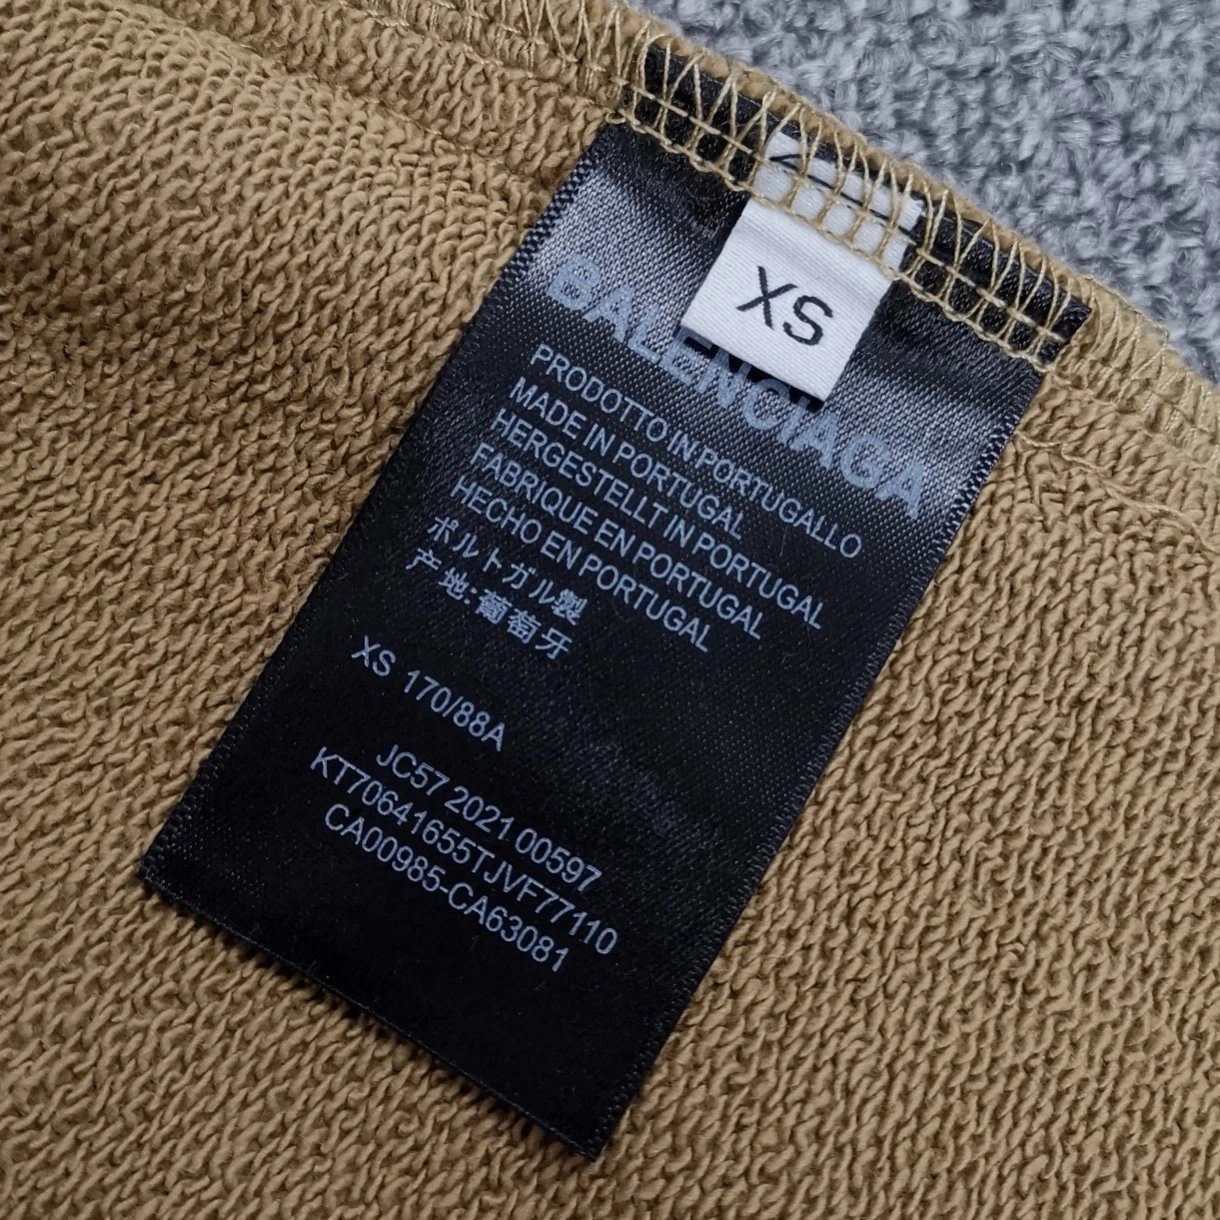 XS
BALENCIAGA
PRODOTTO IN PORTUGALLO
MADE IN PORTUGAL
HERGESTELLT IN PORTUGAL
FABRIQUE EN PORTUGAL
HECHO EN PORTUGAL
ポルトガル製
产地:葡萄牙
XS 170/88A
JC57 2021 00597
KT70641655TJVF77110
CA00985-CA63081